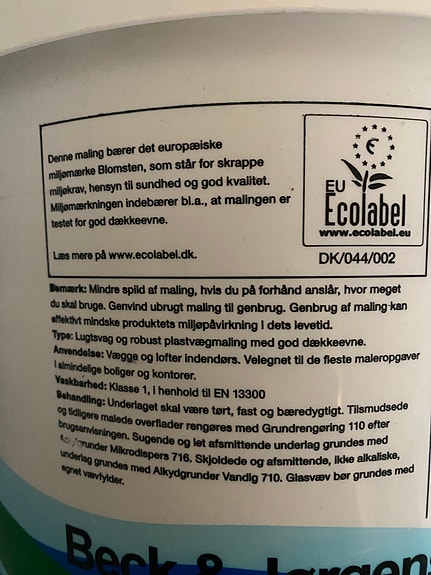 Denne maling bærer det europæiske
miljømærke Blomsten, som står for skrappe
miljøkrav, hensyn til sundhed og god kvalitet.
Miljømærkningen indebærer bl.a., at malingen er
testet for god dækkeevne.
Læs mere på www.ecolabel.dk.
€
EU
Ecolabel
www.ecolabel.eu
DK/044/002
Bemærk: Mindre spild af maling, hvis du på forhånd anslår, hvor meget
du skal bruge. Genvind ubrugt maling til genbrug. Genbrug af maling kan
effektivt mindske produktets miljøpåvirkning i dets levetid.
Type: Lugtsvag og robust plastvægmaling med god dækkeevne.
Anvendelse: Vægge og lofter indendørs. Velegnet til de fleste maleropgaver
i almindelige boliger og kontorer.
Vaskbarhed: Klasse 1, i henhold til EN 13300
Behandling: Underlaget skal være tørt, fast og bæredygtigt. Tilsmudsede
og tidligere malede overflader rengøres med Grundrengøring 110 efter
brugsanvisningen. Sugende og let afsmittende underlag grundes med
Mikrodispers 716. Skjoldede og afsmittende, ikke alkaliske,
underlag grundes med Alkydgrunder Vandig 710. Glasvæv bør grundes med
egnet vævfylder.
Beck &